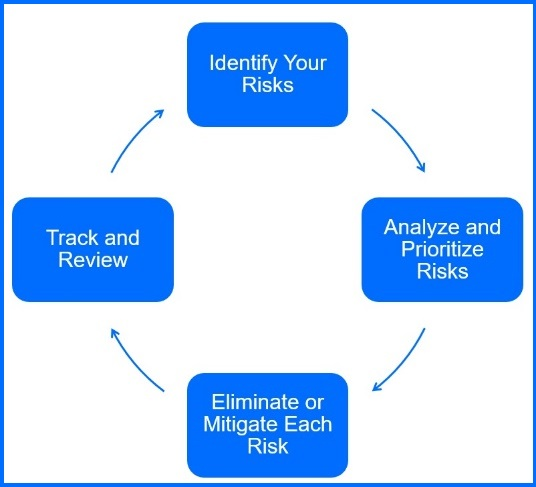 Identify Your
Risks
Analyze and
Prioritize
Risks
Eliminate or
Mitigate Each
Risk
Track and
Review